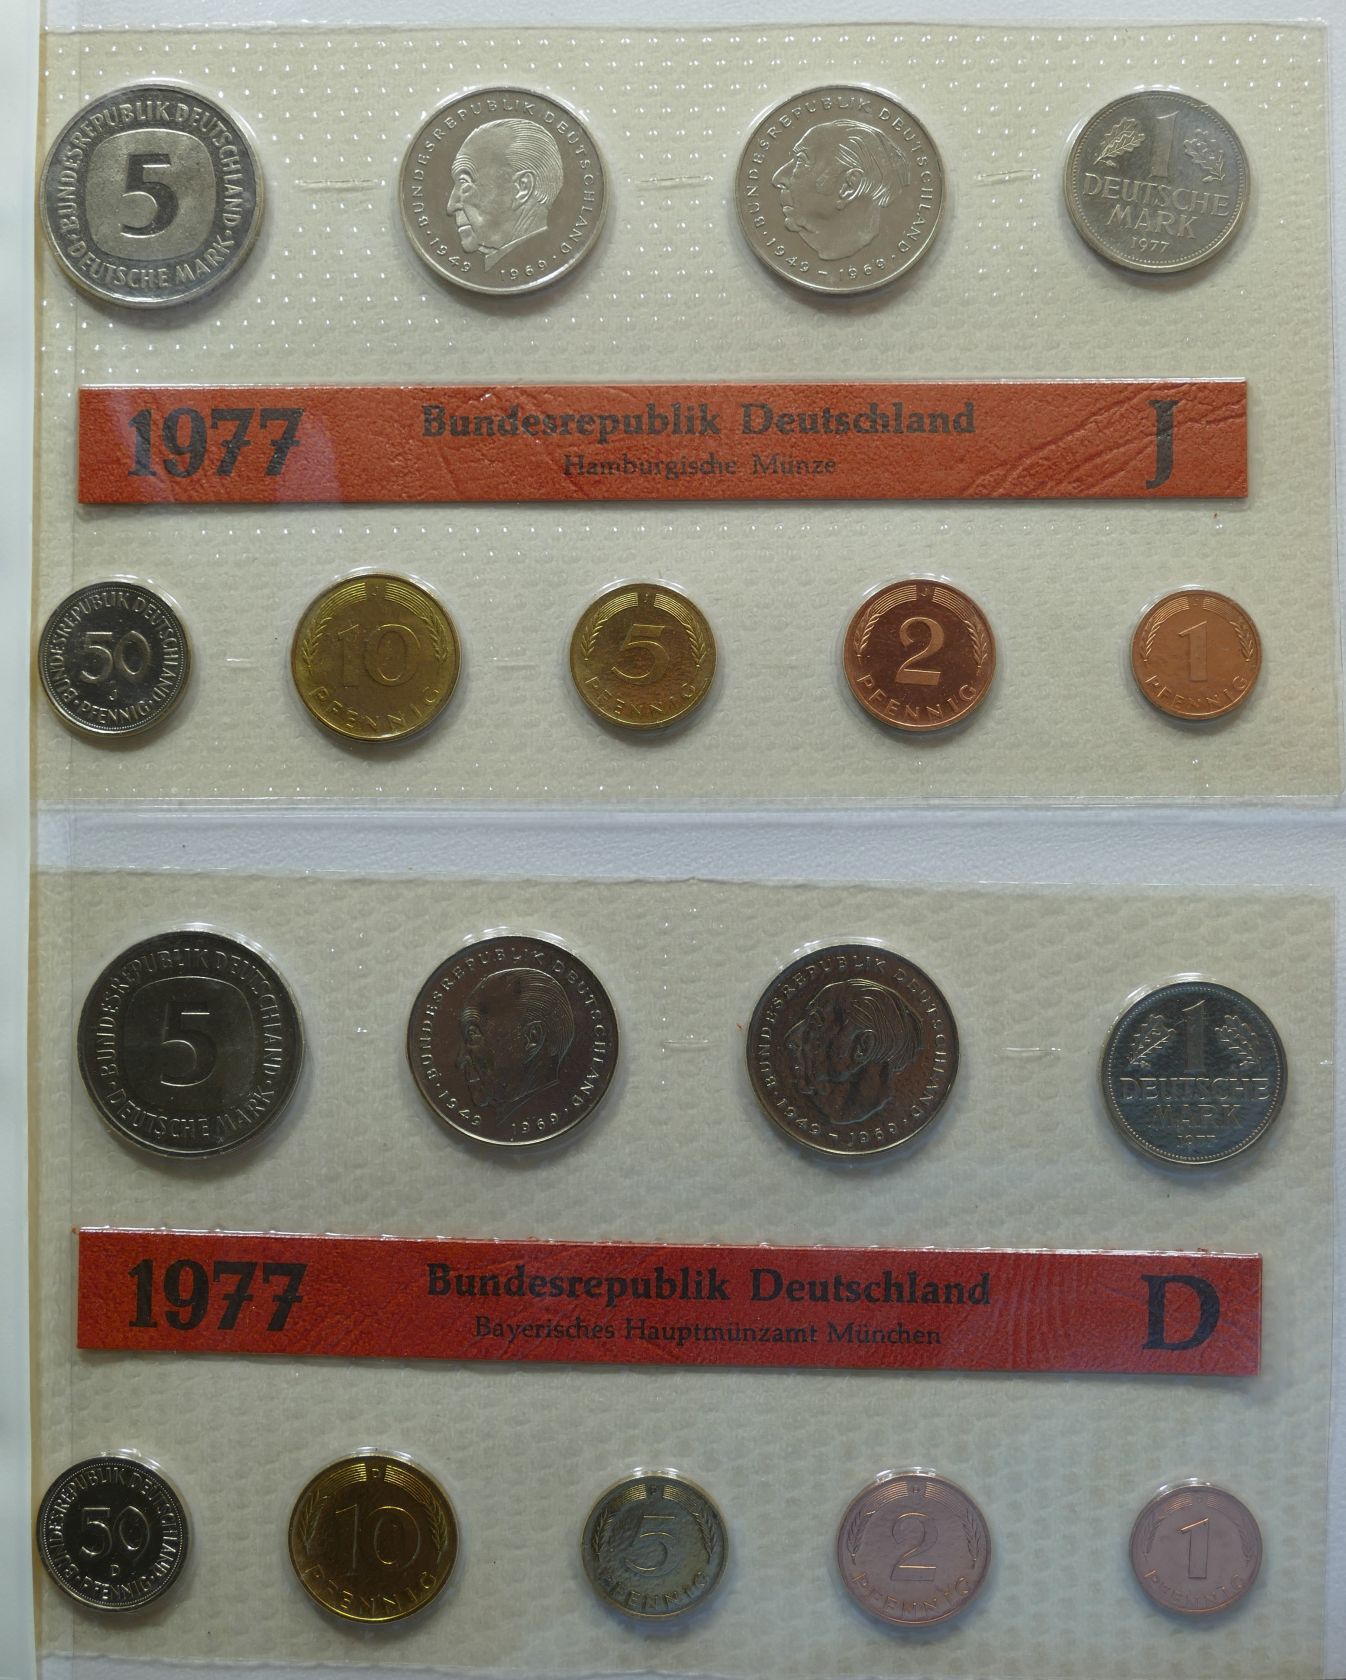 BUNDESREPUBLIK DEUTSCHLAND
5
DEUTSCHE MARK
BUNDESREPUBLIK DEUTSCHLAND
1949 1969
BUNDESREPUBLIK DEUTSCHLAND
1949 – 1969
1
DEUTSCHE
MARK
1977
1977 Bundesrepublik Deutschland J
Hamburgische Münze
BUNDESREPUBLIK DEUTSCHLAND
50
J
PFENNIG
J
10
PFENNIG
5
PFENNIG
J
2
PFENNIG
1
PFENNIG
BUNDESREPUBLIK DEUTSCHLAND
5
DEUTSCHE MARK
BUNDESREPUBLIK DEUTSCHLAND
1949 1969
BUNDESREPUBLIK DEUTSCHLAND
1949 – 1969
1
DEUTSCHE
MARK
1977
1977 Bundesrepublik Deutschland D
Bayerisches Hauptmünzamt München
BUNDESREPUBLIK DEUTSCHLAND
50
D
PFENNIG
D
10
PFENNIG
D
5
PFENNIG
D
2
PFENNIG
1
PFENNIG